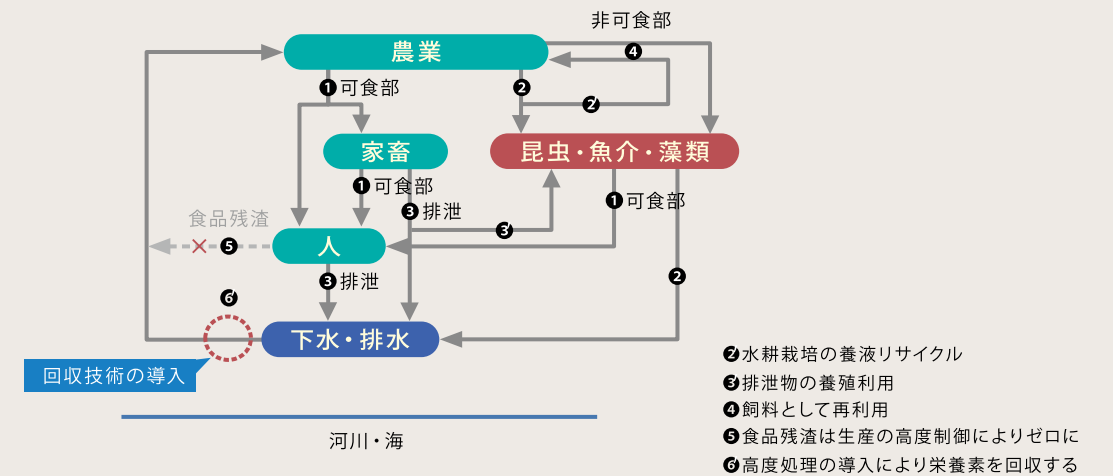 非可食部
農業
❹
❶可食部
❷
❷′
家畜
昆虫・魚介・藻類
❶可食部
❶可食部
❸排泄
食品残渣
❸′
❺
人
❸排泄
❷
❻′
下水・排水
回収技術の導入
河川・海
❷′水耕栽培の養液リサイクル
❸′排泄物の養殖利用
❹飼料として再利用
❺食品残渣は生産の高度制御によりゼロに
❻′高度処理の導入により栄養素を回収する